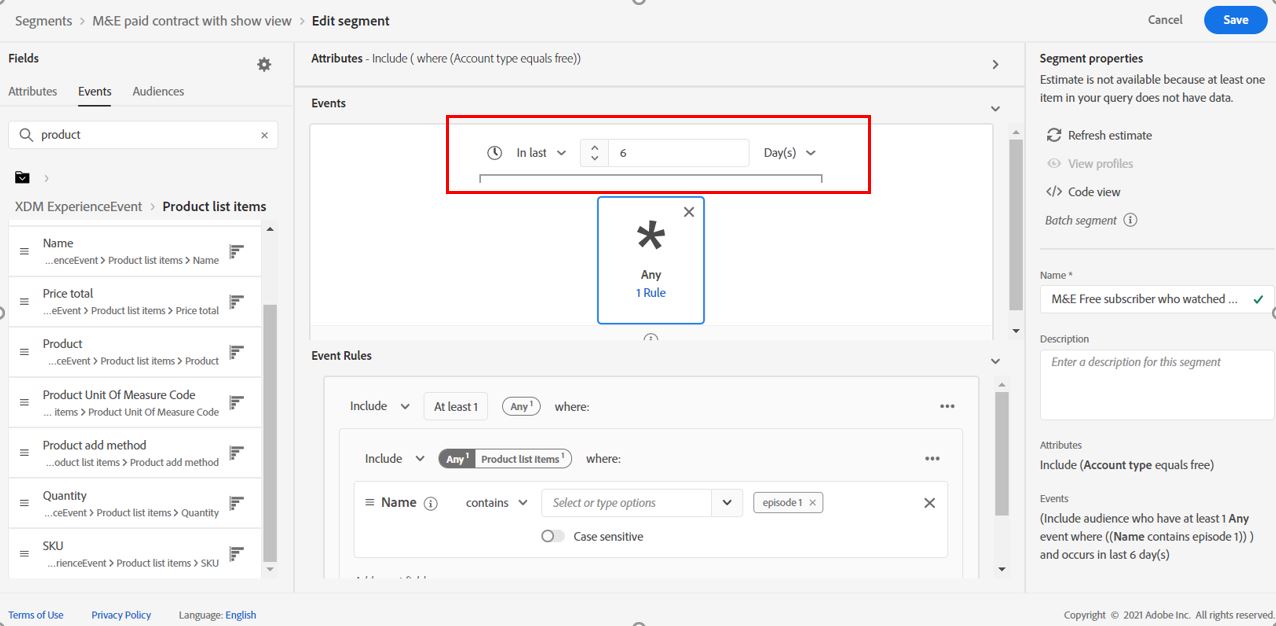 Segments > M&E paid contract with show view > Edit segment
Cancel
Save
Fields
Attributes
Events
Audiences
product
XDM ExperienceEvent > Product list items
Name
...enceEvent > Product list items > Name
Price total
...eEvent > Product list items > Price total
Product
...ceEvent > Product list items > Product
Product Unit Of Measure Code
... items > Product Unit Of Measure Code
Product add method
...oduct list items > Product add method
Quantity
...ceEvent > Product list items > Quantity
SKU
...rienceEvent > Product list items > SKU
Attributes - Include ( where (Account type equals free))
Events
In last
6
Day(s)
Any
1 Rule
Event Rules
Include
At least 1
Any 1
where:
Include
Any 1
Product list items 1
where:
Name
contains
Select or type options
episode 1
Case sensitive
Segment properties
Estimate is not available because at least one
item in your query does not have data.
Refresh estimate
View profiles
</> Code view
Batch segment
Name *
M&E Free subscriber who watched ...
Description
Enter a description for this segment
Attributes
Include (Account type equals free)
Events
(Include audience who have at least 1 Any
event where ((Name contains episode 1)) )
and occurs in last 6 day(s)
Terms of Use
Privacy Policy
Language: English
Copyright © 2021 Adobe Inc. All rights reserved.